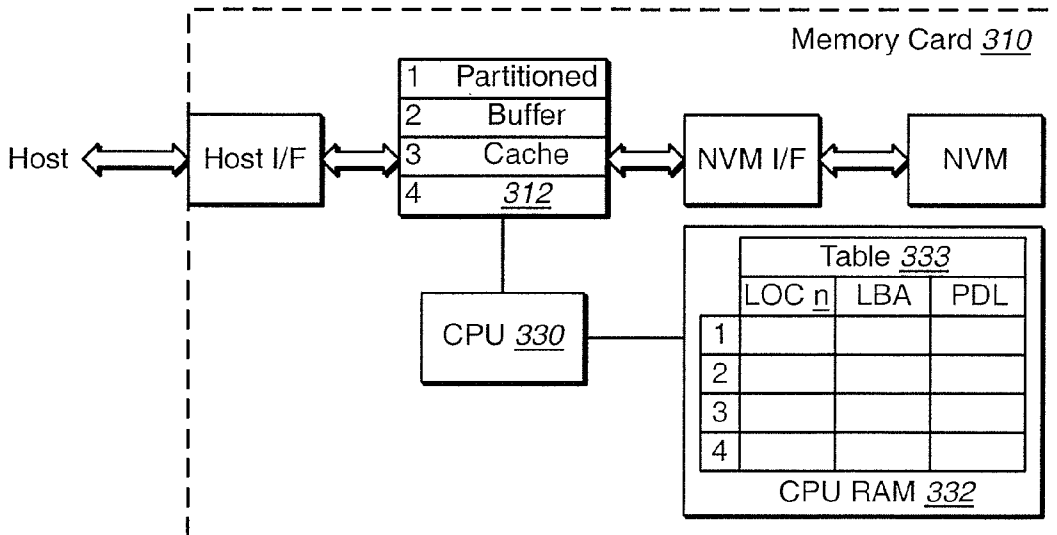 Memory Card 310
1 Partitioned
2 Buffer
3 Cache
4 312
Host
Host I/F
NVM I/F
NVM
CPU 330
Table 333
LOC n LBA PDL
1
2
3
4
CPU RAM 332